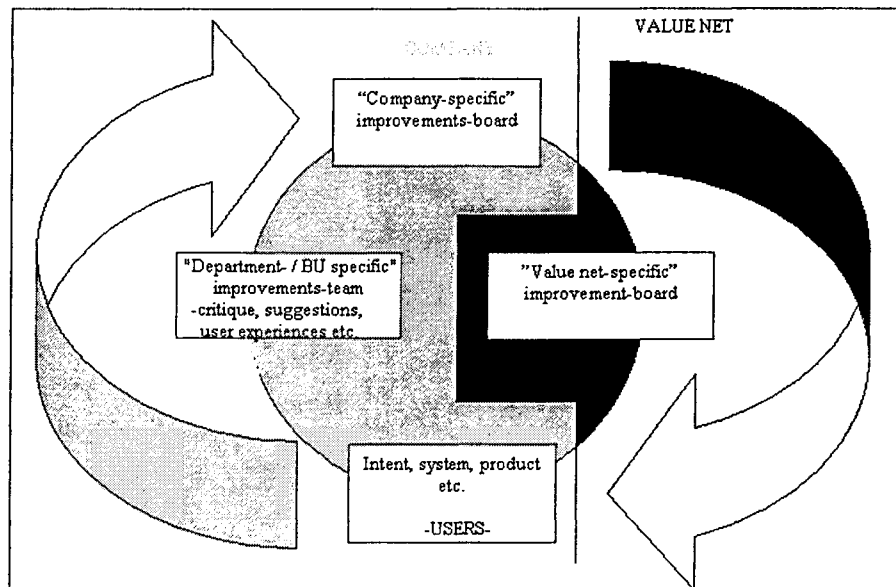 COMPANY
VALUE NET
"Company-specific"
improvements-board
"Department- / BU specific"
improvements-team
-critique, suggestions,
user experiences etc
"Value net-specific"
improvement-board
Intent, system, product
etc.
-USERS-